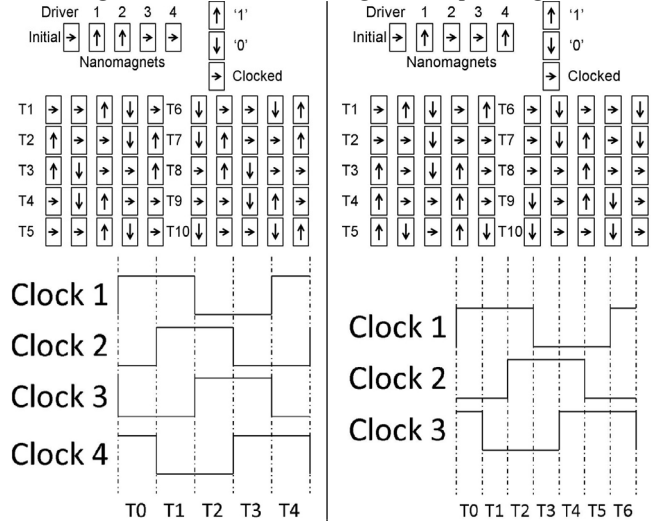 Driver 1 2 3 4
Initial
Nanomagnets
'1'
'0'
Clocked
T1 T6
T2 T7
T3 T8
T4 T9
T5 T10
Clock 1
Clock 2
Clock 3
Clock 4
T0 T1 T2 T3 T4
Driver 1 2 3 4
Initial
Nanomagnets
'1'
'0'
Clocked
T1 T6
T2 T7
T3 T8
T4 T9
T5 T10
Clock 1
Clock 2
Clock 3
T0 T1 T2 T3 T4 T5 T6